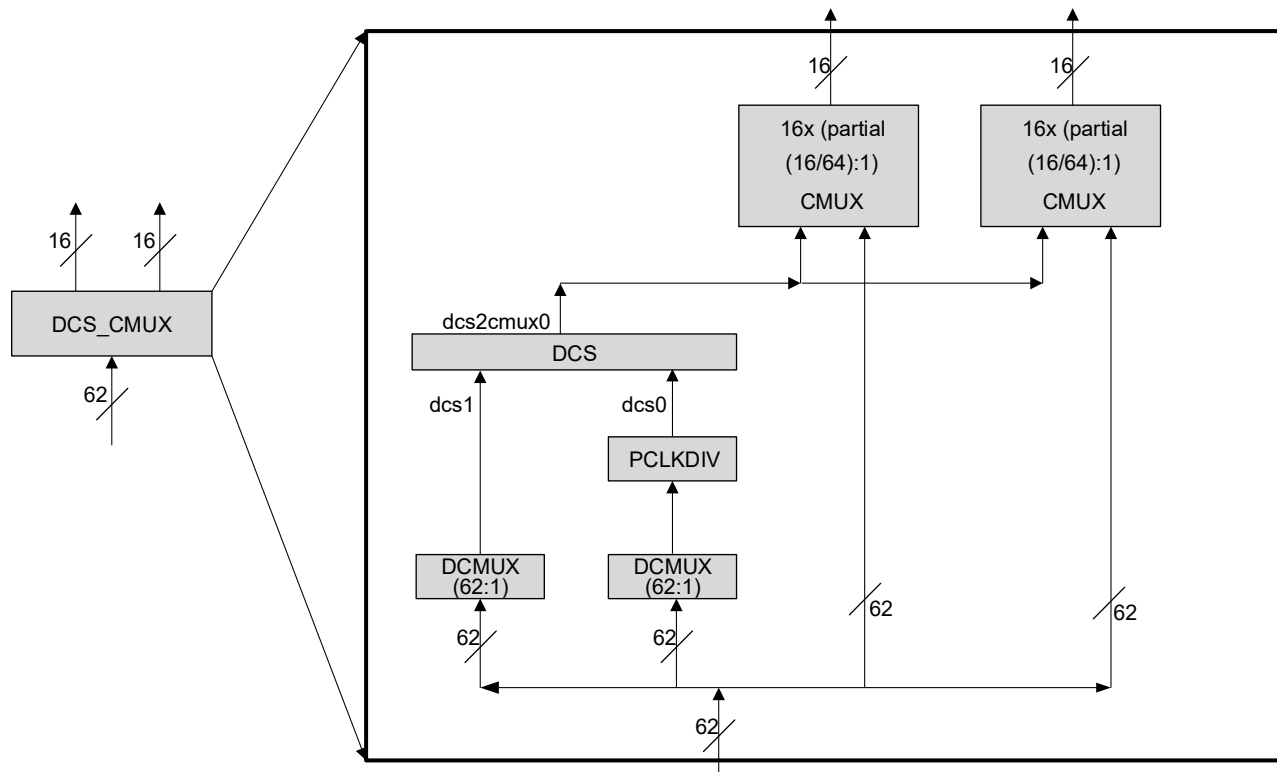 16
16
DCS_CMUX
62
16
16
16x (partial
(16/64):1)
CMUX
16x (partial
(16/64):1)
CMUX
dcs2cmux0
DCS
dcs1
dcs0
PCLKDIV
DCMUX
(62:1)
DCMUX
(62:1)
62
62
62
62
62